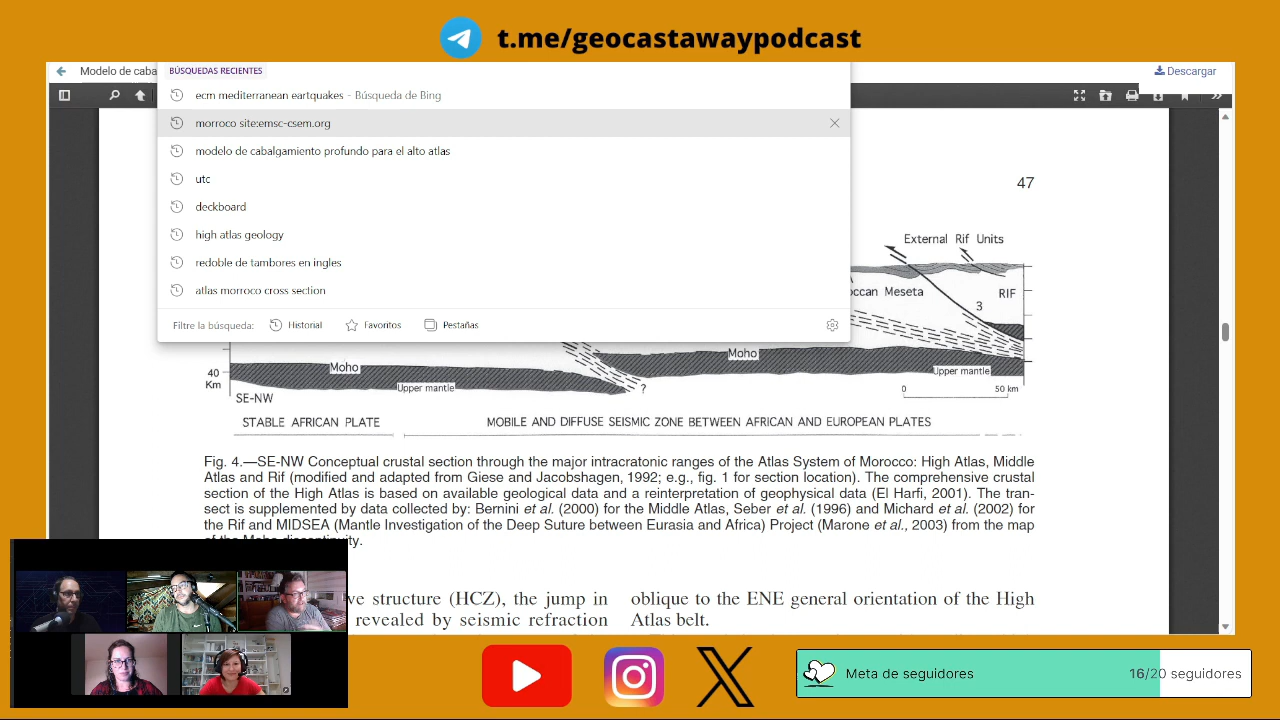 t.me/geocastawaypodcast
Modelo de caba
BÚSQUEDAS RECIENTES
Descargar
ecm mediterranean eartquakes - Búsqueda de Bing
morroco site:emsc-csem.org
modelo de cabalgamiento profundo para el alto atlas
utc
deckboard
high atlas geology
redoble de tambores en ingles
atlas morroco cross section
Filtre la búsqueda: Historial Favoritos Pestañas
47
External Rif Units
occan Meseta
RIF
3
Moho
Moho
40
Km
Upper mantle
?
Upper mantle
0 50 km
SE-NW
STABLE AFRICAN PLATE
MOBILE AND DIFFUSE SEISMIC ZONE BETWEEN AFRICAN AND EUROPEAN PLATES
Fig. 4.—SE-NW Conceptual crustal section through the major intracratonic ranges of the Atlas System of Morocco: High Atlas, Middle
Atlas and Rif (modified and adapted from Giese and Jacobshagen, 1992; e.g., fig. 1 for section location). The comprehensive crustal
section of the High Atlas is based on available geological data and a reinterpretation of geophysical data (El Harfi, 2001). The tran-
sect is supplemented by data collected by: Bernini et al. (2000) for the Middle Atlas, Seber et al. (1996) and Michard et al. (2002) for
the Rif and MIDSEA (Mantle Investigation of the Deep Suture between Eurasia and Africa) Project (Marone et al., 2003) from the map
of the Moho discontinuity.
ve structure (HCZ), the jump in
revealed by seismic refraction
oblique to the ENE general orientation of the High
Atlas belt.
Meta de seguidores
16/20 seguidores